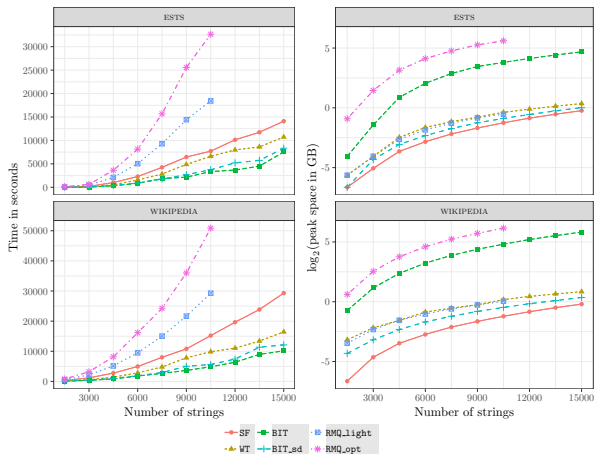 ESTS
ESTS
35000
30000
25000
20000
15000
10000
5000
0
5
0
-5
Time in seconds
log2(peak space in GB)
WIKIPEDIA
WIKIPEDIA
50000
40000
30000
20000
10000
0
5
0
-5
3000 6000 9000 12000 15000
3000 6000 9000 12000 15000
Number of strings
Number of strings
SF BIT RMQ_light
WT BIT_sd RMQ_opt